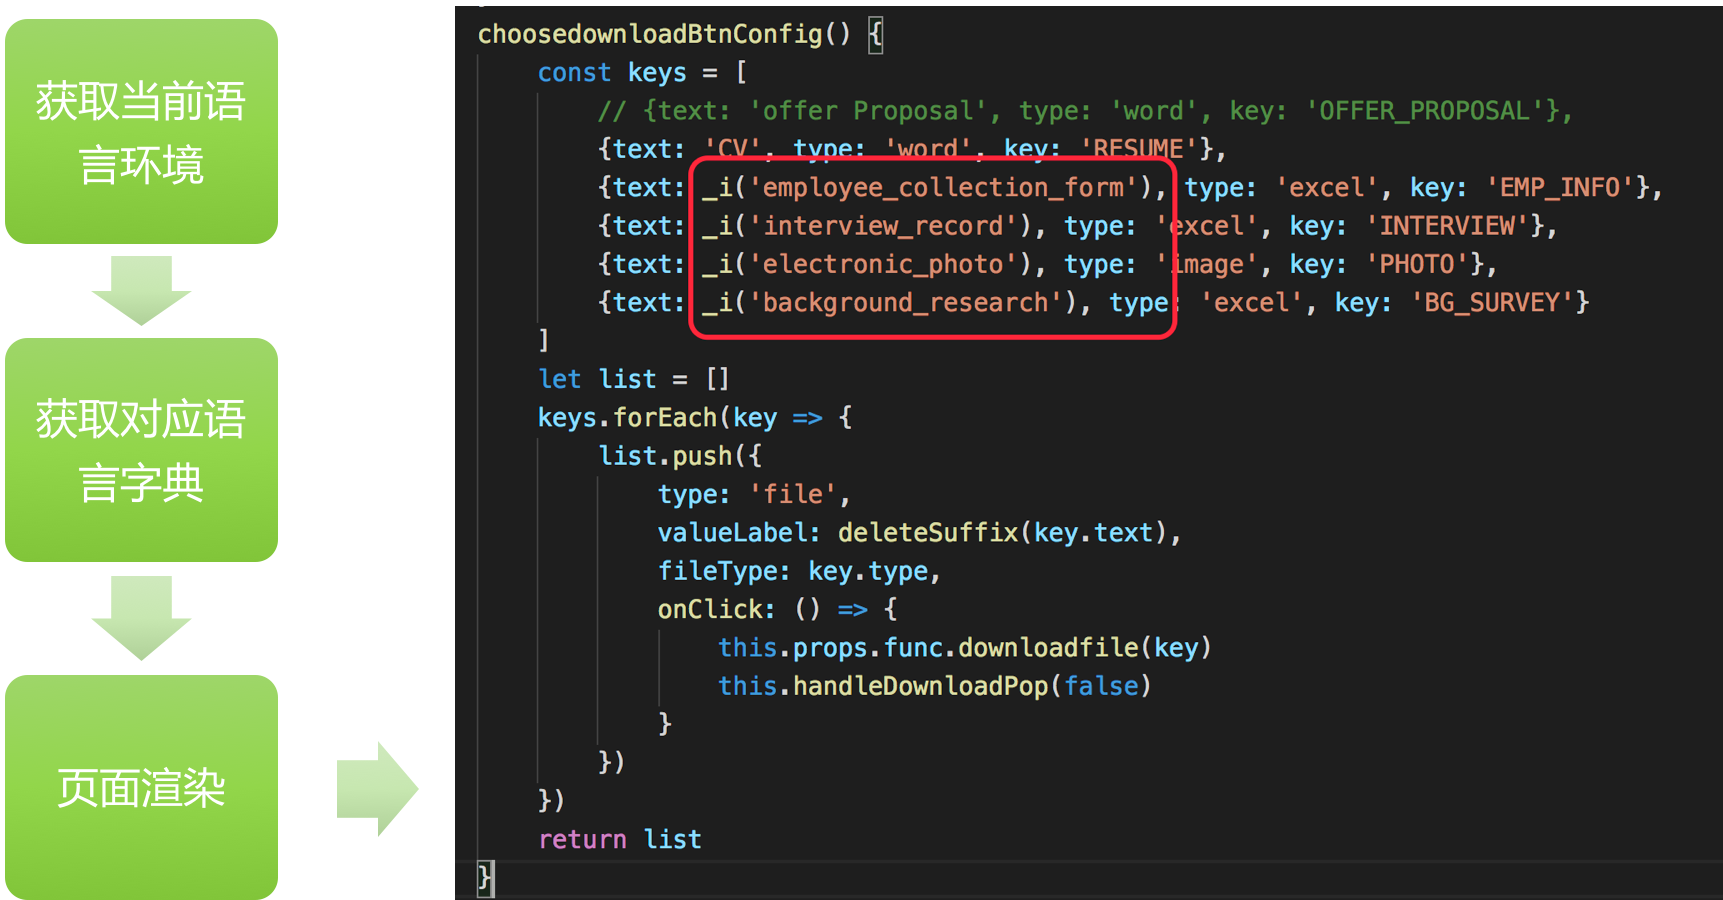 获取当前语
言环境
获取对应语
言字典
页面渲染
choosedownloadBtnConfig() {
const keys = [
// {text: 'offer Proposal', type: 'word', key: 'OFFER_PROPOSAL'},
{text: 'CV', type: 'word', key: 'RESUME'},
{text: _i('employee_collection_form'), type: 'excel', key: 'EMP_INFO'},
{text: _i('interview_record'), type: 'excel', key: 'INTERVIEW'},
{text: _i('electronic_photo'), type: 'image', key: 'PHOTO'},
{text: _i('background_research'), type: 'excel', key: 'BG_SURVEY'}
]
let list = []
keys.forEach(key => {
list.push({
type: 'file',
valueLabel: deleteSuffix(key.text),
fileType: key.type,
onClick: () => {
this.props.func.downloadfile(key)
this.handleDownloadPop(false)
}
})
})
return list
}